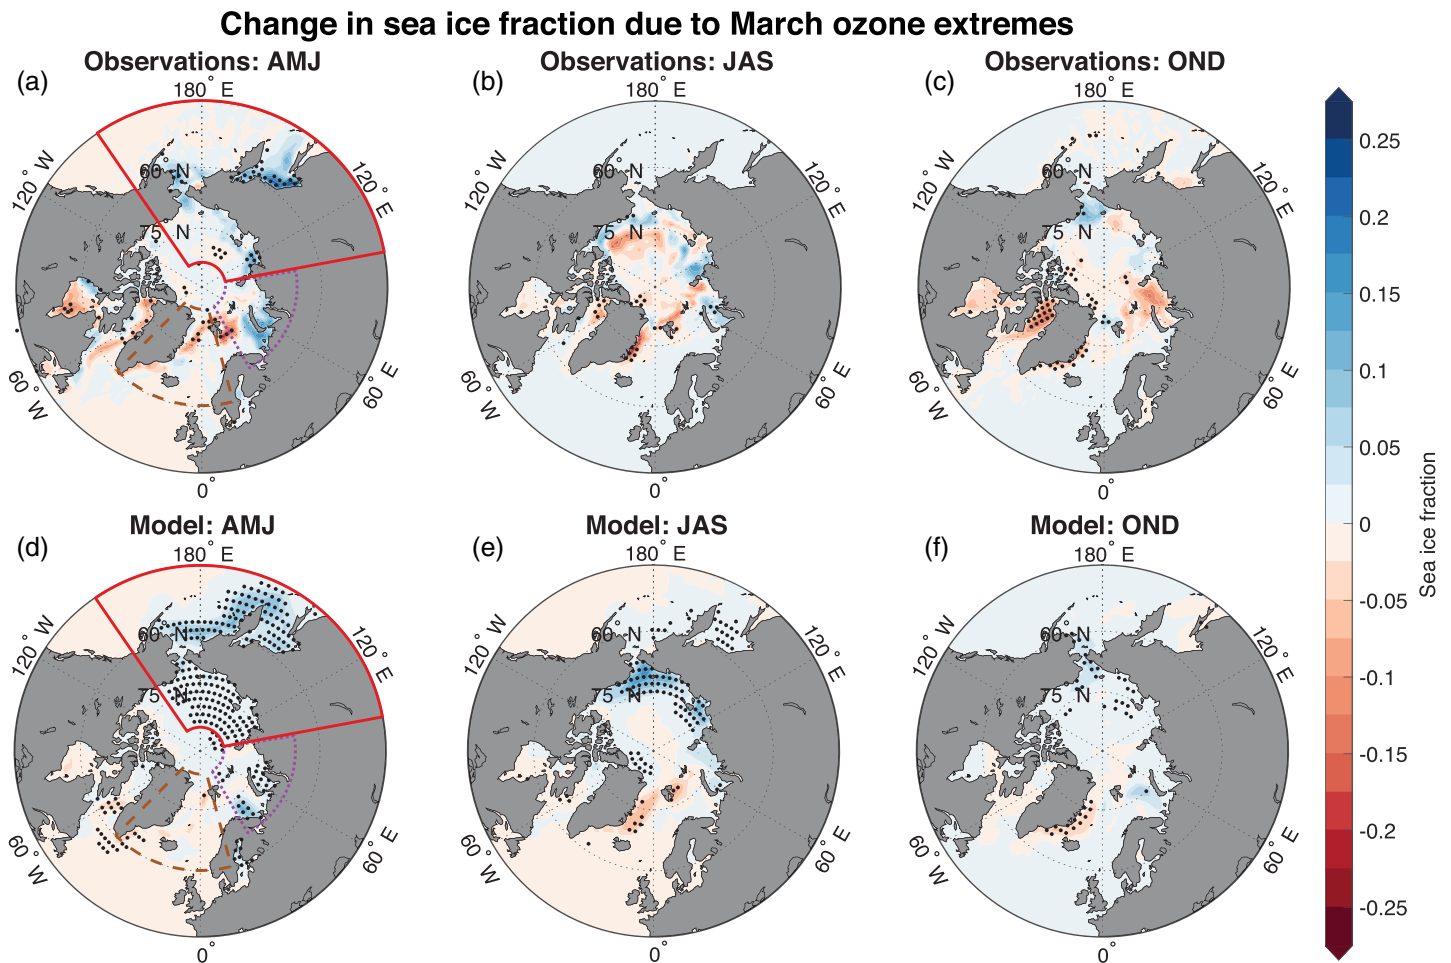 Change in sea ice fraction due to March ozone extremes
Observations: AMJ
Observations: JAS
Observations: OND
(a)
(b)
(c)
180° E
180° E
180° E
120° W
60° N
120° E
75° N
60° W
60° E
0°
120° W
60° N
120° E
75° N
60° W
60° E
0°
120° W
60° N
120° E
75° N
60° W
60° E
0°
Model: AMJ
Model: JAS
Model: OND
(d)
(e)
(f)
180° E
180° E
180° E
120° W
60° N
120° E
75° N
60° W
60° E
0°
120° W
60° N
120° E
75° N
60° W
60° E
0°
120° W
60° N
120° E
75° N
60° W
60° E
0°
0.25
0.2
0.15
0.1
0.05
0
-0.05
-0.1
-0.15
-0.2
-0.25
Sea ice fraction